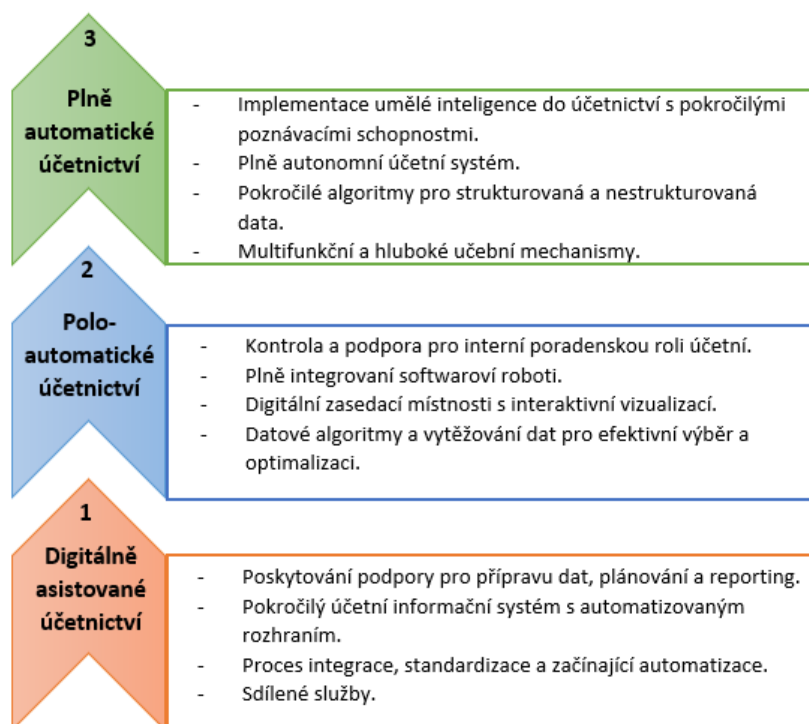 3
Plně
automatické
účetnictví
- Implementace umělé inteligence do účetnictví s pokročilými
poznávacími schopnostmi.
- Plně autonomní účetní systém.
- Pokročilé algoritmy pro strukturovaná a nestrukturovaná
data.
- Multifunkční a hluboké učební mechanismy.
2
Polo-
automatické
účetnictví
- Kontrola a podpora pro interní poradenskou roli účetní.
- Plně integrovaní softwaroví roboti.
- Digitální zasedací místnosti s interaktivní vizualizací.
- Datové algoritmy a vytěžování dat pro efektivní výběr a
optimalizaci.
1
Digitálně
asistované
účetnictví
- Poskytování podpory pro přípravu dat, plánování a reporting.
- Pokročilý účetní informační systém s automatizovaným
rozhraním.
- Proces integrace, standardizace a začínající automatizace.
- Sdílené služby.